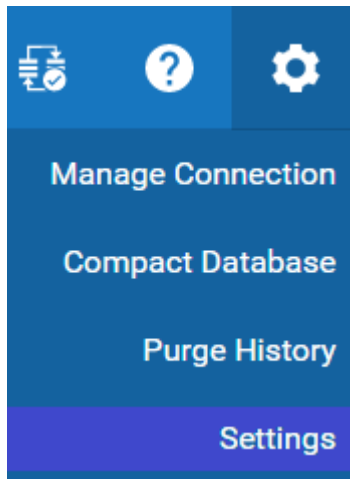 Manage Connection
Compact Database
Purge History
Settings